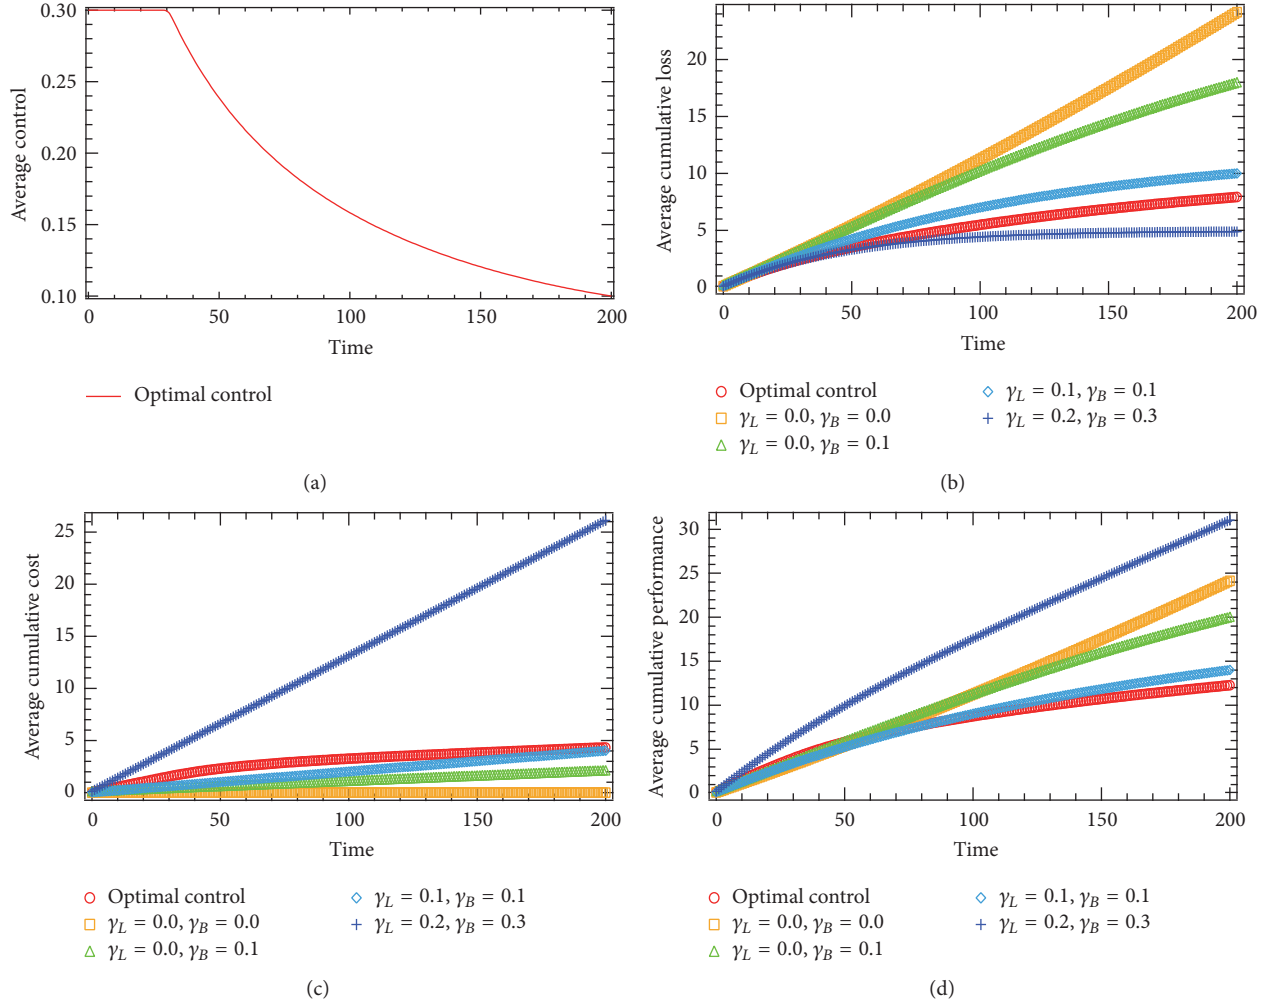 Average control
0.30
0.25
0.20
0.15
0.10
0 50 100 150 200
Time
Optimal control
(a)
Average cumulative loss
20
15
10
5
0
0 50 100 150 200
Time
Optimal control
γL = 0.0, γB = 0.0
γL = 0.0, γB = 0.1
γL = 0.1, γB = 0.1
γL = 0.2, γB = 0.3
(b)
Average cumulative cost
25
20
15
10
5
0
0 50 100 150 200
Time
Optimal control
γL = 0.0, γB = 0.0
γL = 0.0, γB = 0.1
γL = 0.1, γB = 0.1
γL = 0.2, γB = 0.3
(c)
Average cumulative performance
30
25
20
15
10
5
0
0 50 100 150 200
Time
Optimal control
γL = 0.0, γB = 0.0
γL = 0.0, γB = 0.1
γL = 0.1, γB = 0.1
γL = 0.2, γB = 0.3
(d)